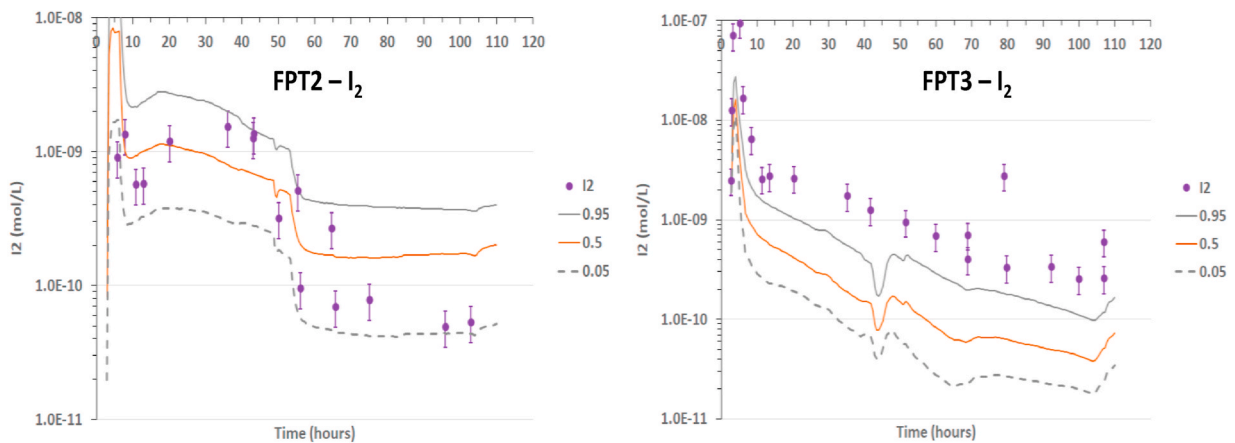 1.0E-08
0 10 20 30 40 50 60 70 80 90 100 110 120
FPT2 – I₂
1.0E-09
1.0E-10
1.0E-11
I2 (mol/L)
Time (hours)
I2
0.95
0.5
0.05
1.0E-07
0 10 20 30 40 50 60 70 80 90 100 110 120
FPT3 – I₂
1.0E-08
1.0E-09
1.0E-10
1.0E-11
I2 (mol/L)
Time (hours)
I2
0.95
0.5
0.05